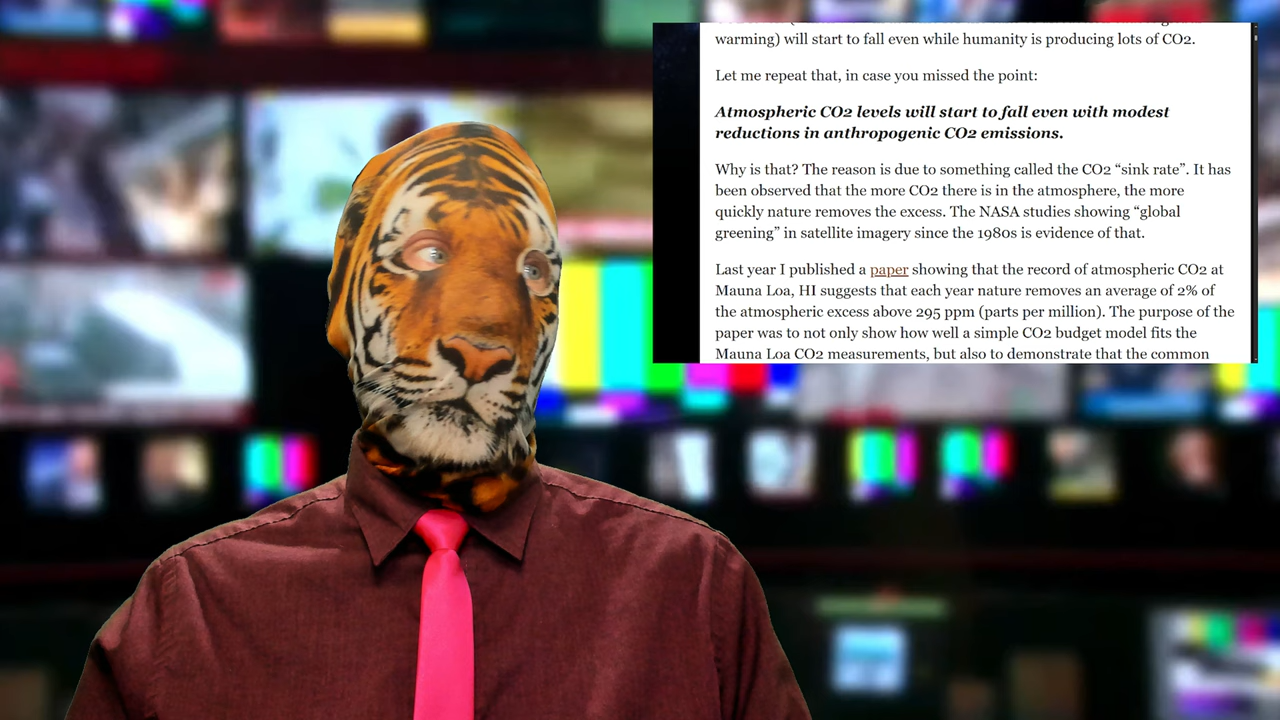 warming) will start to fall even while humanity is producing lots of CO2.
Let me repeat that, in case you missed the point:
Atmospheric CO2 levels will start to fall even with modest
reductions in anthropogenic CO2 emissions.
Why is that? The reason is due to something called the CO2 “sink rate”. It has
been observed that the more CO2 there is in the atmosphere, the more
quickly nature removes the excess. The NASA studies showing “global
greening” in satellite imagery since the 1980s is evidence of that.
Last year I published a paper showing that the record of atmospheric CO2 at
Mauna Loa, HI suggests that each year nature removes an average of 2% of
the atmospheric excess above 295 ppm (parts per million). The purpose of the
paper was to not only show how well a simple CO2 budget model fits the
Mauna Loa CO2 measurements, but also to demonstrate that the common